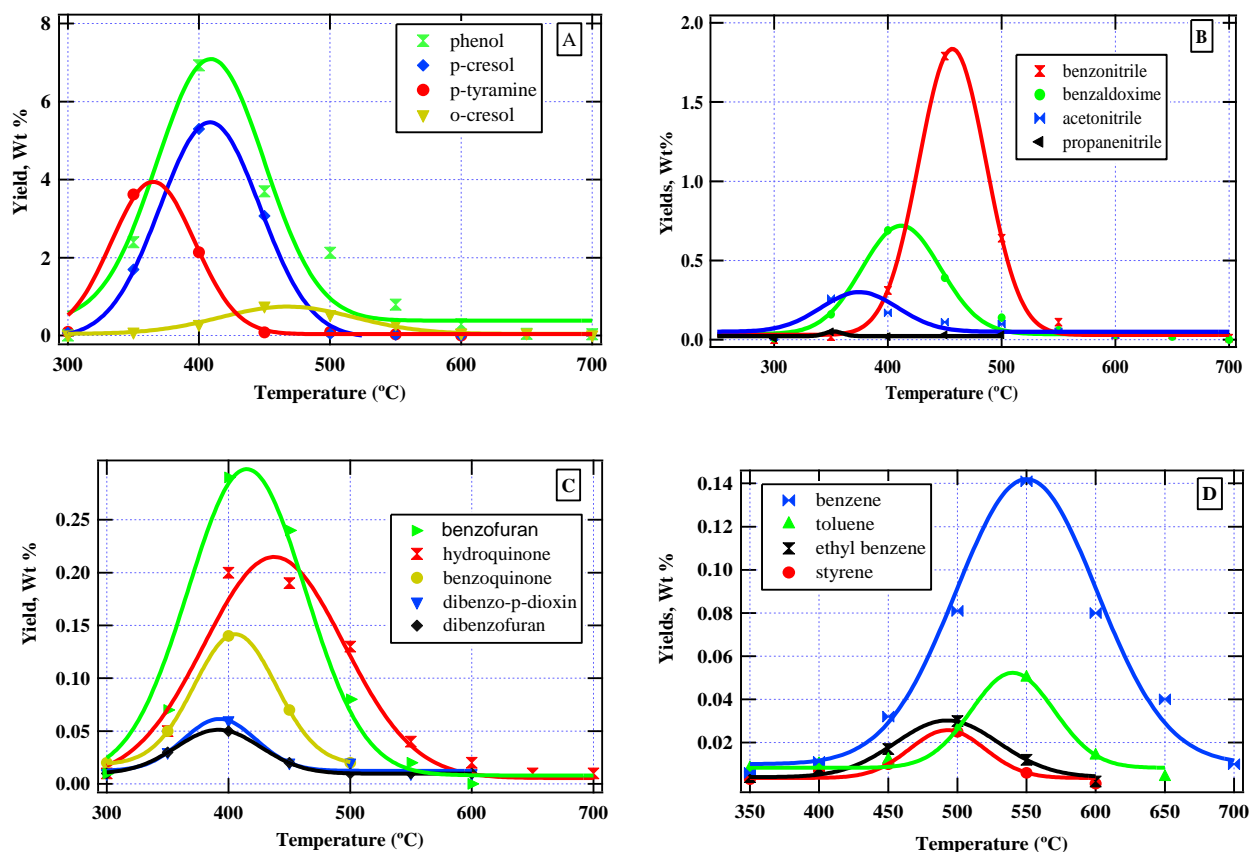 A
phenol
p-cresol
p-tyramine
o-cresol
Yield, Wt%
8
6
4
2
0
300 400 500 600 700
Temperature (ºC)
B
benzonitrile
benzaldoxime
acetonitrile
propanenitrile
Yields, Wt%
2.0
1.5
1.0
0.5
0.0
300 400 500 600 700
Temperature (ºC)
C
benzofuran
hydroquinone
benzoquinone
dibenzo-p-dioxin
dibenzofuran
Yield, Wt %
0.25
0.20
0.15
0.10
0.05
0.00
300 400 500 600 700
Temperature (ºC)
D
benzene
toluene
ethyl benzene
styrene
Yields, Wt %
0.14
0.12
0.10
0.08
0.06
0.04
0.02
350 400 450 500 550 600 650 700
Temperature (ºC)